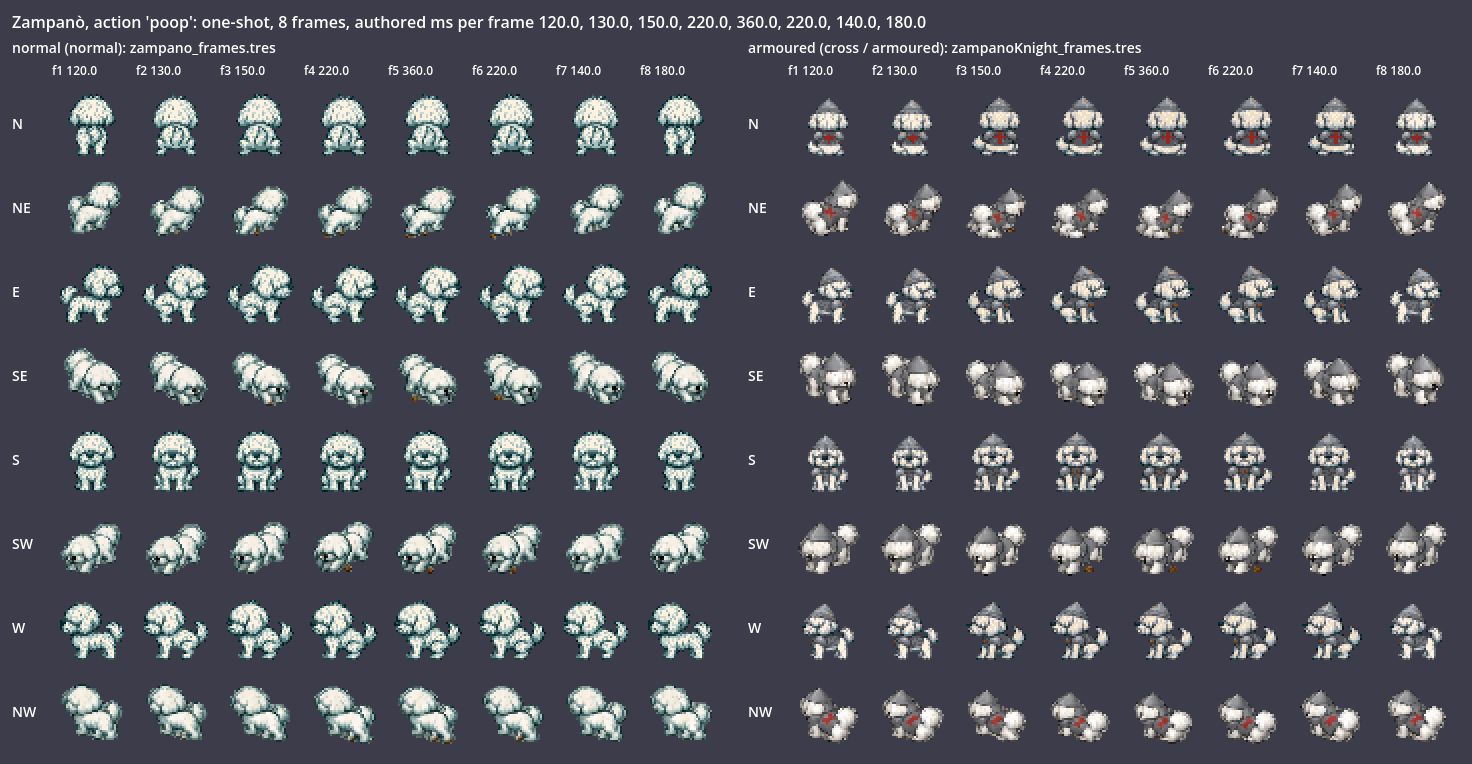 Zampanò, action 'poop': one-shot, 8 frames, authored ms per frame 120.0, 130.0, 150.0, 220.0, 360.0, 220.0, 140.0, 180.0
normal (normal): zampano_frames.tres armoured (cross / armoured): zampanoKnight_frames.tres
f1 120.0 f2 130.0 f3 150.0 f4 220.0 f5 360.0 f6 220.0 f7 140.0 f8 180.0 f1 120.0 f2 130.0 f3 150.0 f4 220.0 f5 360.0 f6 220.0 f7 140.0 f8 180.0
N N
NE NE
E E
SE SE
S S
SW SW
W W
NW NW